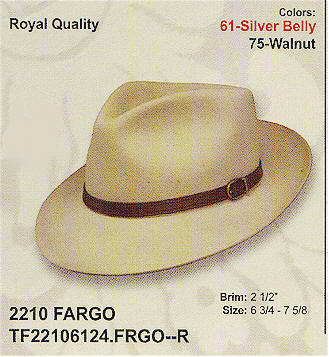 Royal Quality
Colors:
61-Silver Belly
75-Walnut
2210 FARGO
TF22106124.FRGO--R
Brim: 2 1/2"
Size: 6 3/4 - 7 5/8